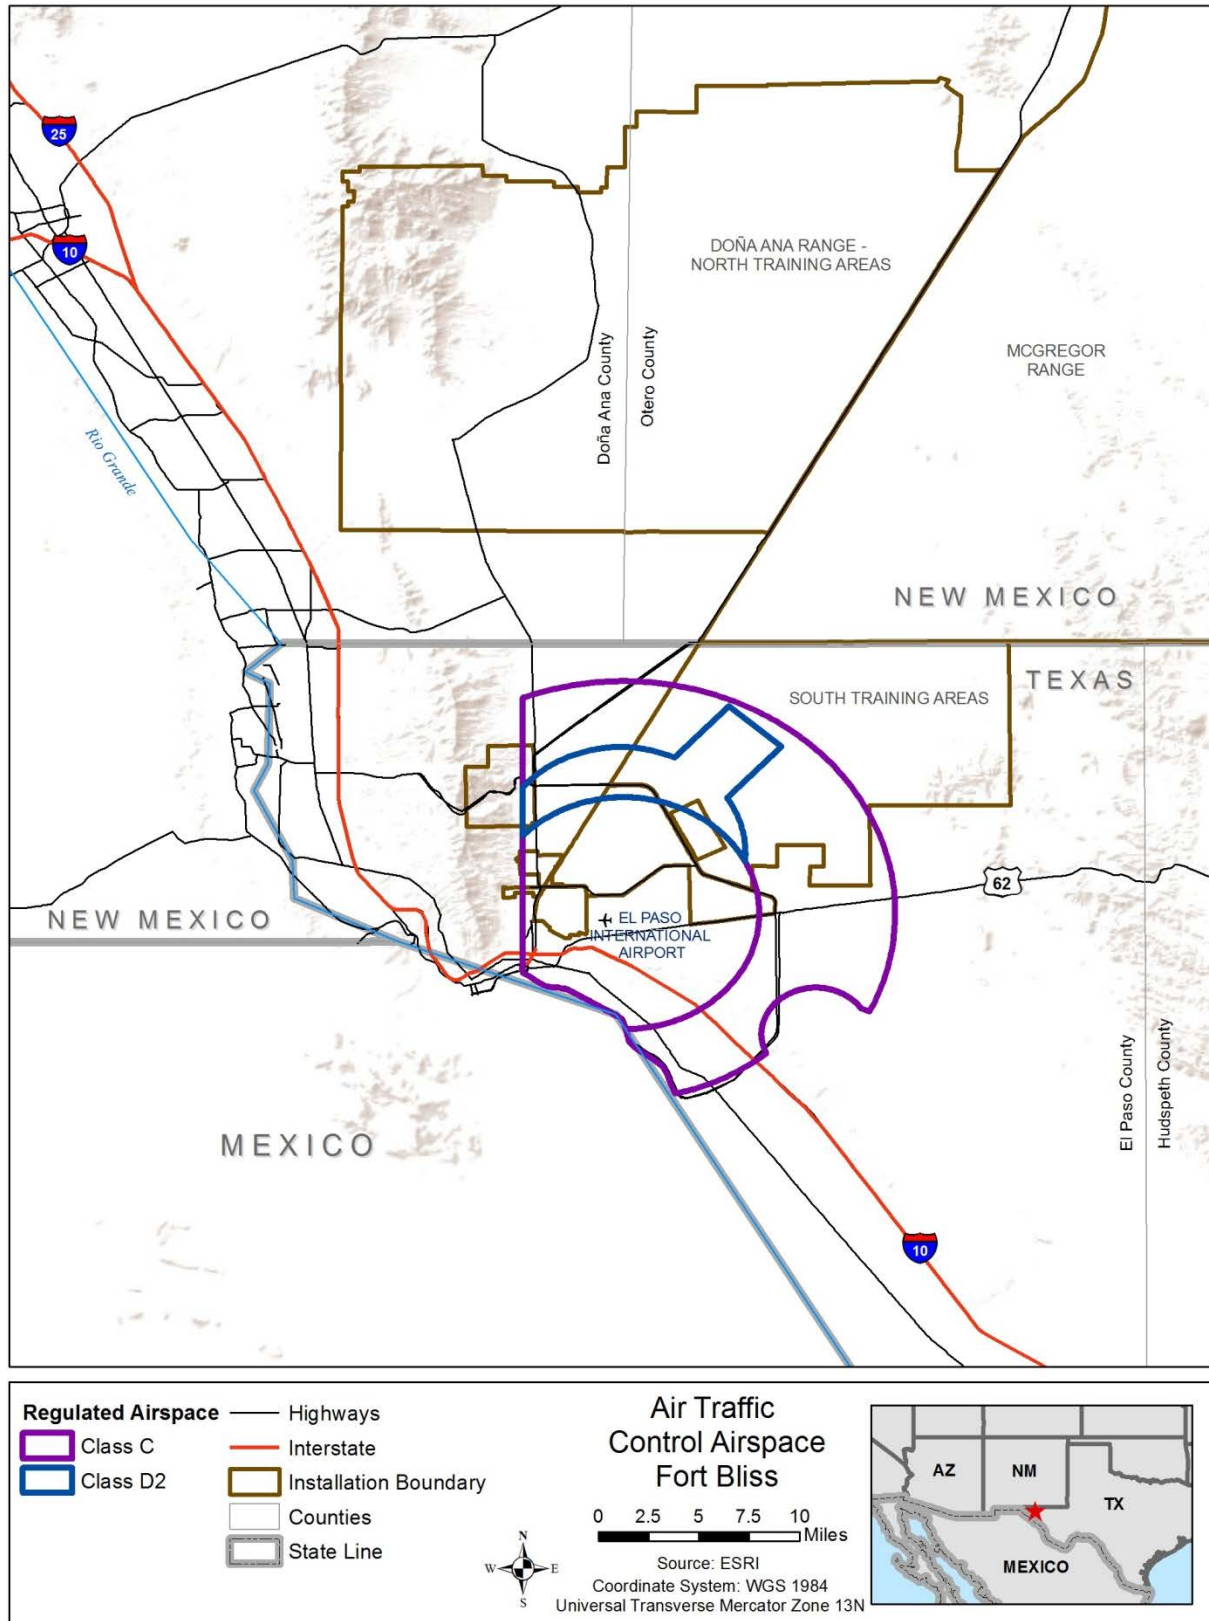 25
10
DOÑA ANA RANGE -
NORTH TRAINING AREAS
MCGREGOR
RANGE
Doña Ana County
Otero County
Rio Grande
NEW MEXICO
TEXAS
SOUTH TRAINING AREAS
62
NEW MEXICO
EL PASO
INTERNATIONAL
AIRPORT
El Paso County
Hudspeth County
MEXICO
10
Regulated Airspace
Class C
Class D2
Highways
Interstate
Installation Boundary
Counties
State Line
N
W
E
S
Air Traffic
Control Airspace
Fort Bliss
0 2.5 5 7.5 10
Miles
Source: ESRI
Coordinate System: WGS 1984
Universal Transverse Mercator Zone 13N
AZ
NM
TX
MEXICO